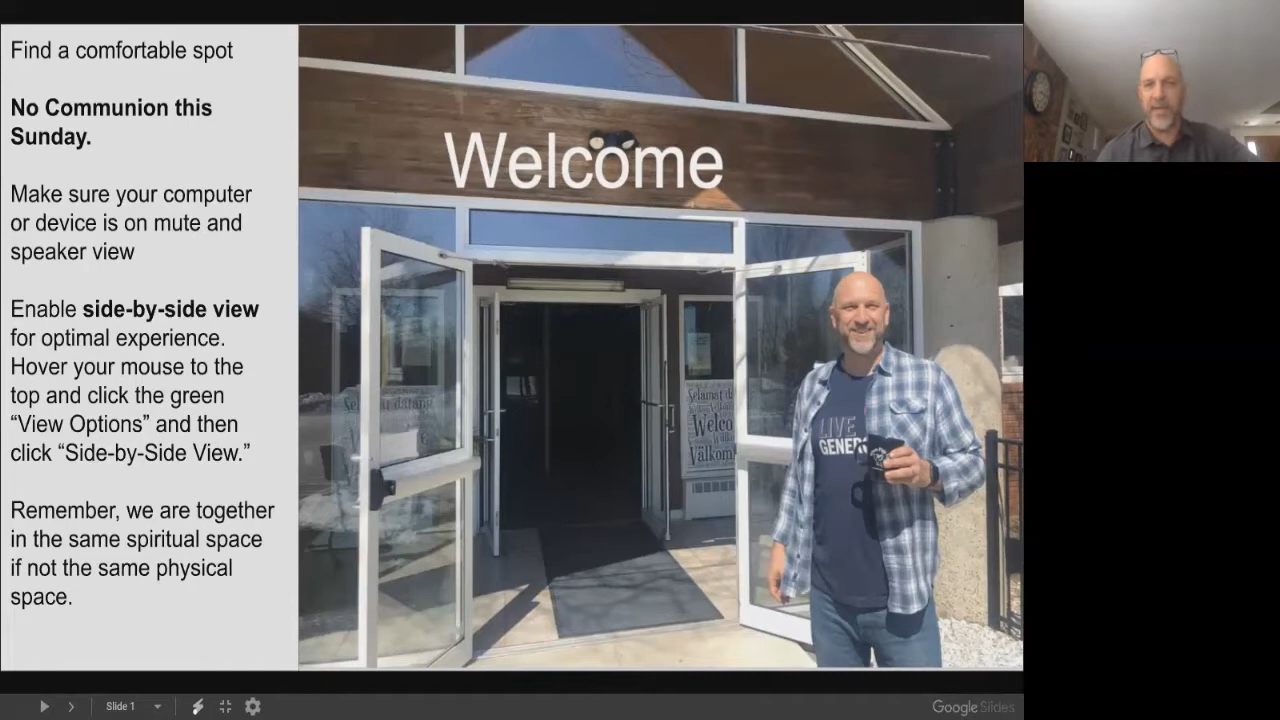 Find a comfortable spot
No Communion this
Sunday.
Make sure your computer
or device is on mute and
speaker view
Enable side-by-side view
for optimal experience.
Hover your mouse to the
top and click the green
“View Options” and then
click “Side-by-Side View.”
Remember, we are together
in the same spiritual space
if not the same physical
space.
Welcome
Selamat da
Welco
Välkom
LIVE
GENER
Slide 1
Google Slides